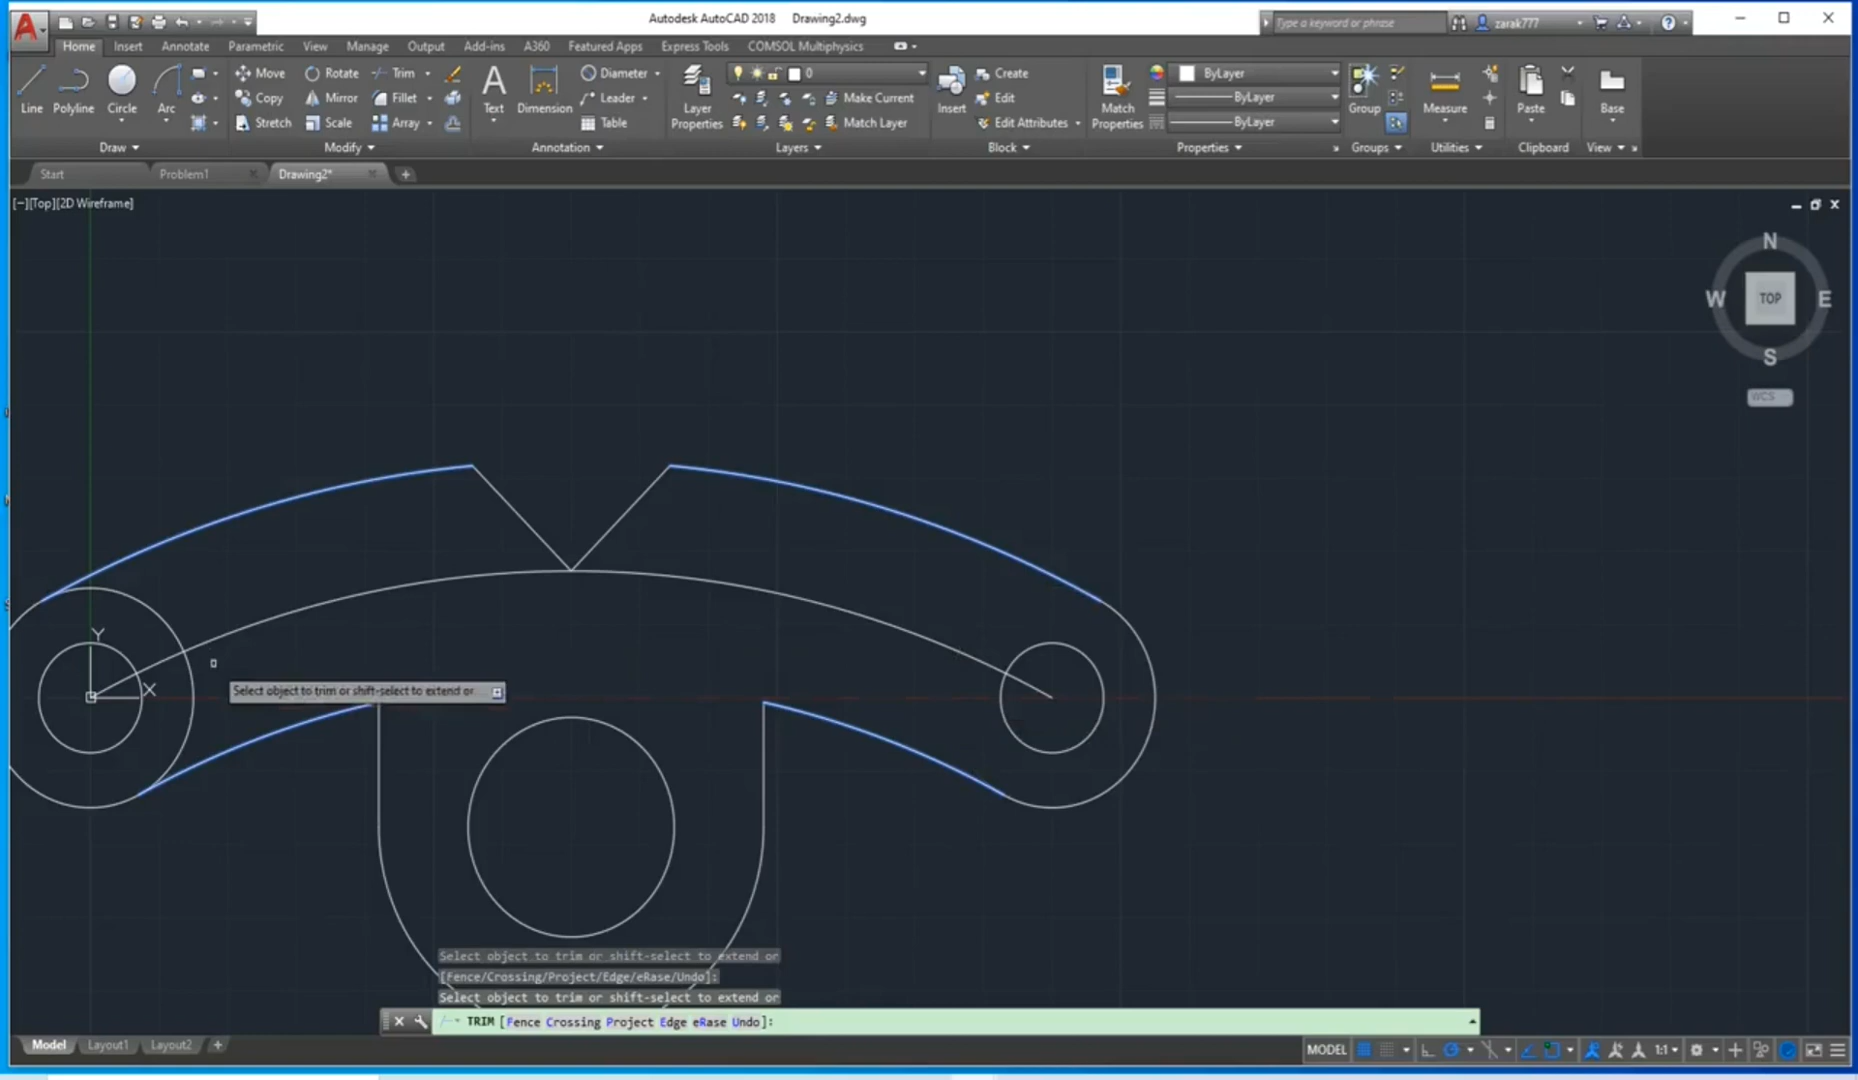 Autodesk AutoCAD 2018 Drawing2.dwg
Type a keyword or phrase
zarak777
Home Insert Annotate Parametric View Manage Output Add-ins A360 Featured Apps Express Tools COMSOL Multiphysics
Line Polyline Circle Arc
Move Rotate Trim
Copy Mirror Fillet
Stretch Scale Array
Text Dimension
Diameter
Leader
Table
Layer Properties
0
Make Current
Match Layer
Insert
Create
Edit
Edit Attributes
Match Properties
ByLayer
ByLayer
ByLayer
Group Measure Paste Base
Draw Modify Annotation Layers Block Properties Groups Utilities Clipboard View
Start Problem1 Drawing2*
[−][Top][2D Wireframe]
N
W TOP E
S
WCS
Y
X
Select object to trim or shift-select to extend or
Select object to trim or shift-select to extend or
[Fence/Crossing/Project/Edge/eRase/Undo]:
Select object to trim or shift-select to extend or
TRIM [Fence Crossing Project Edge eRase Undo]:
Model Layout1 Layout2 +
MODEL 1:1